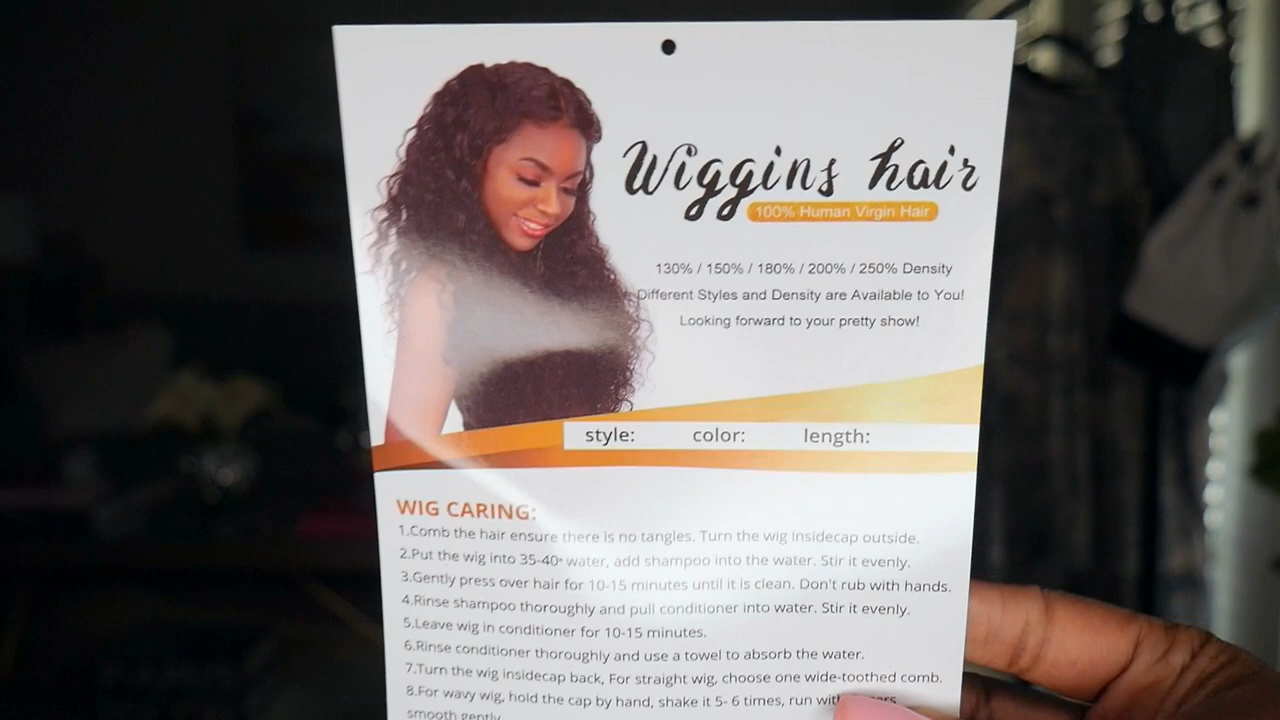 Wiggins hair
100% Human Virgin Hair
130% / 150% / 180% / 200% / 250% Density
Different Styles and Density are Available to You!
Looking forward to your pretty show!
style: color: length:
WIG CARING:
1.Comb the hair ensure there is no tangles. Turn the wig insidecap outside.
2.Put the wig into 35-40° water, add shampoo into the water. Stir it evenly.
3.Gently press over hair for 10-15 minutes until it is clean. Don't rub with hands.
4.Rinse shampoo thoroughly and pull conditioner into water. Stir it evenly.
5.Leave wig in conditioner for 10-15 minutes.
6.Rinse conditioner thoroughly and use a towel to absorb the water.
7.Turn the wig insidecap back, For straight wig, choose one wide-toothed comb.
8.For wavy wig, hold the cap by hand, shake it 5- 6 times, run with
smooth gently